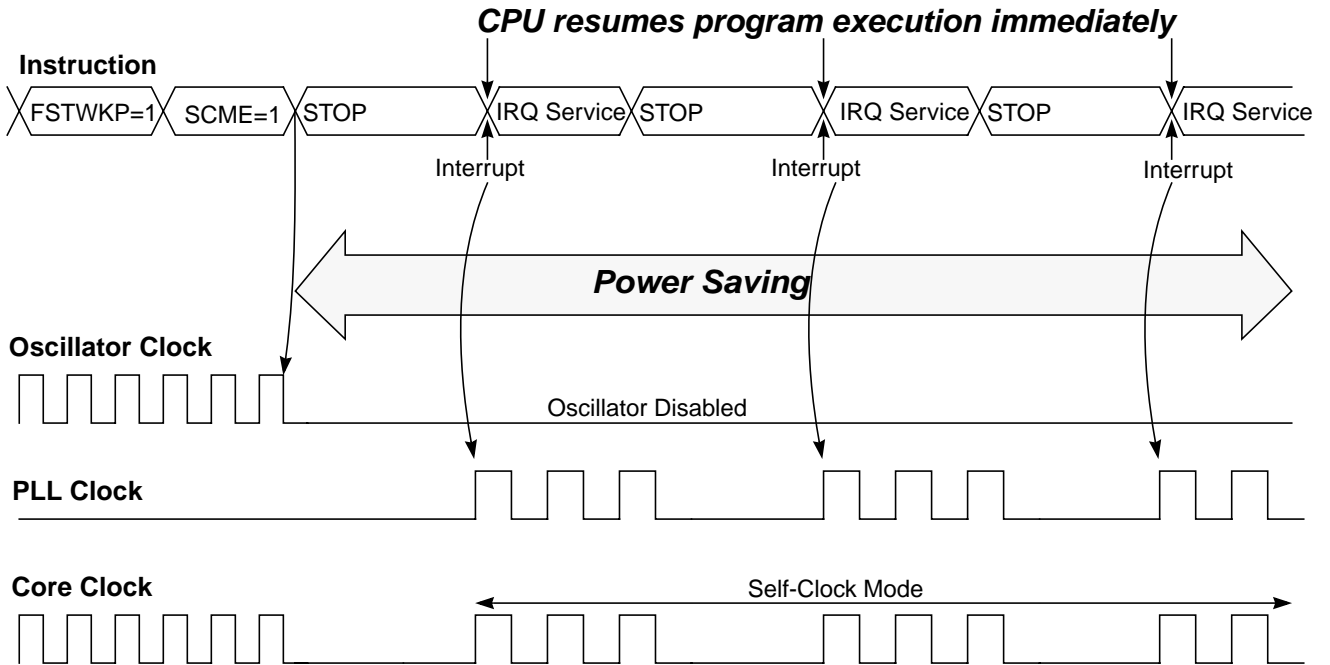 CPU resumes program execution immediately
Instruction
FSTWKP=1 SCME=1 STOP IRQ Service STOP IRQ Service STOP IRQ Service
Interrupt Interrupt Interrupt
Power Saving
Oscillator Clock
Oscillator Disabled
PLL Clock
Core Clock
Self-Clock Mode